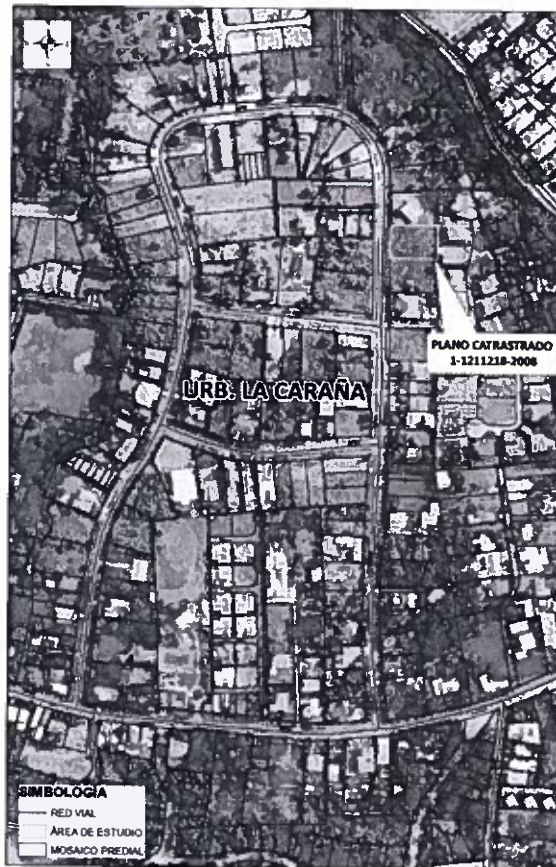 PLANO CATRASTRADO
1-1211218-2008
URB. LA CARAÑA
SIMBOLOGÍA
RED VIAL
ÁREA DE ESTUDIO
MOSAICO PREDIAL